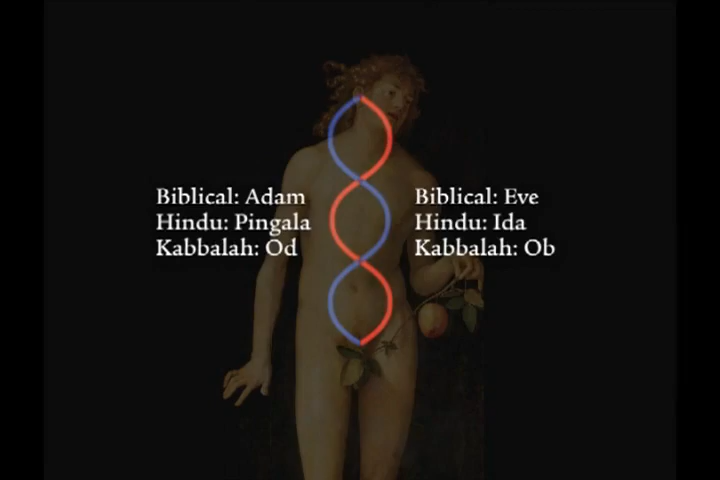 Biblical: Adam
Hindu: Pingala
Kabbalah: Od
Biblical: Eve
Hindu: Ida
Kabbalah: Ob